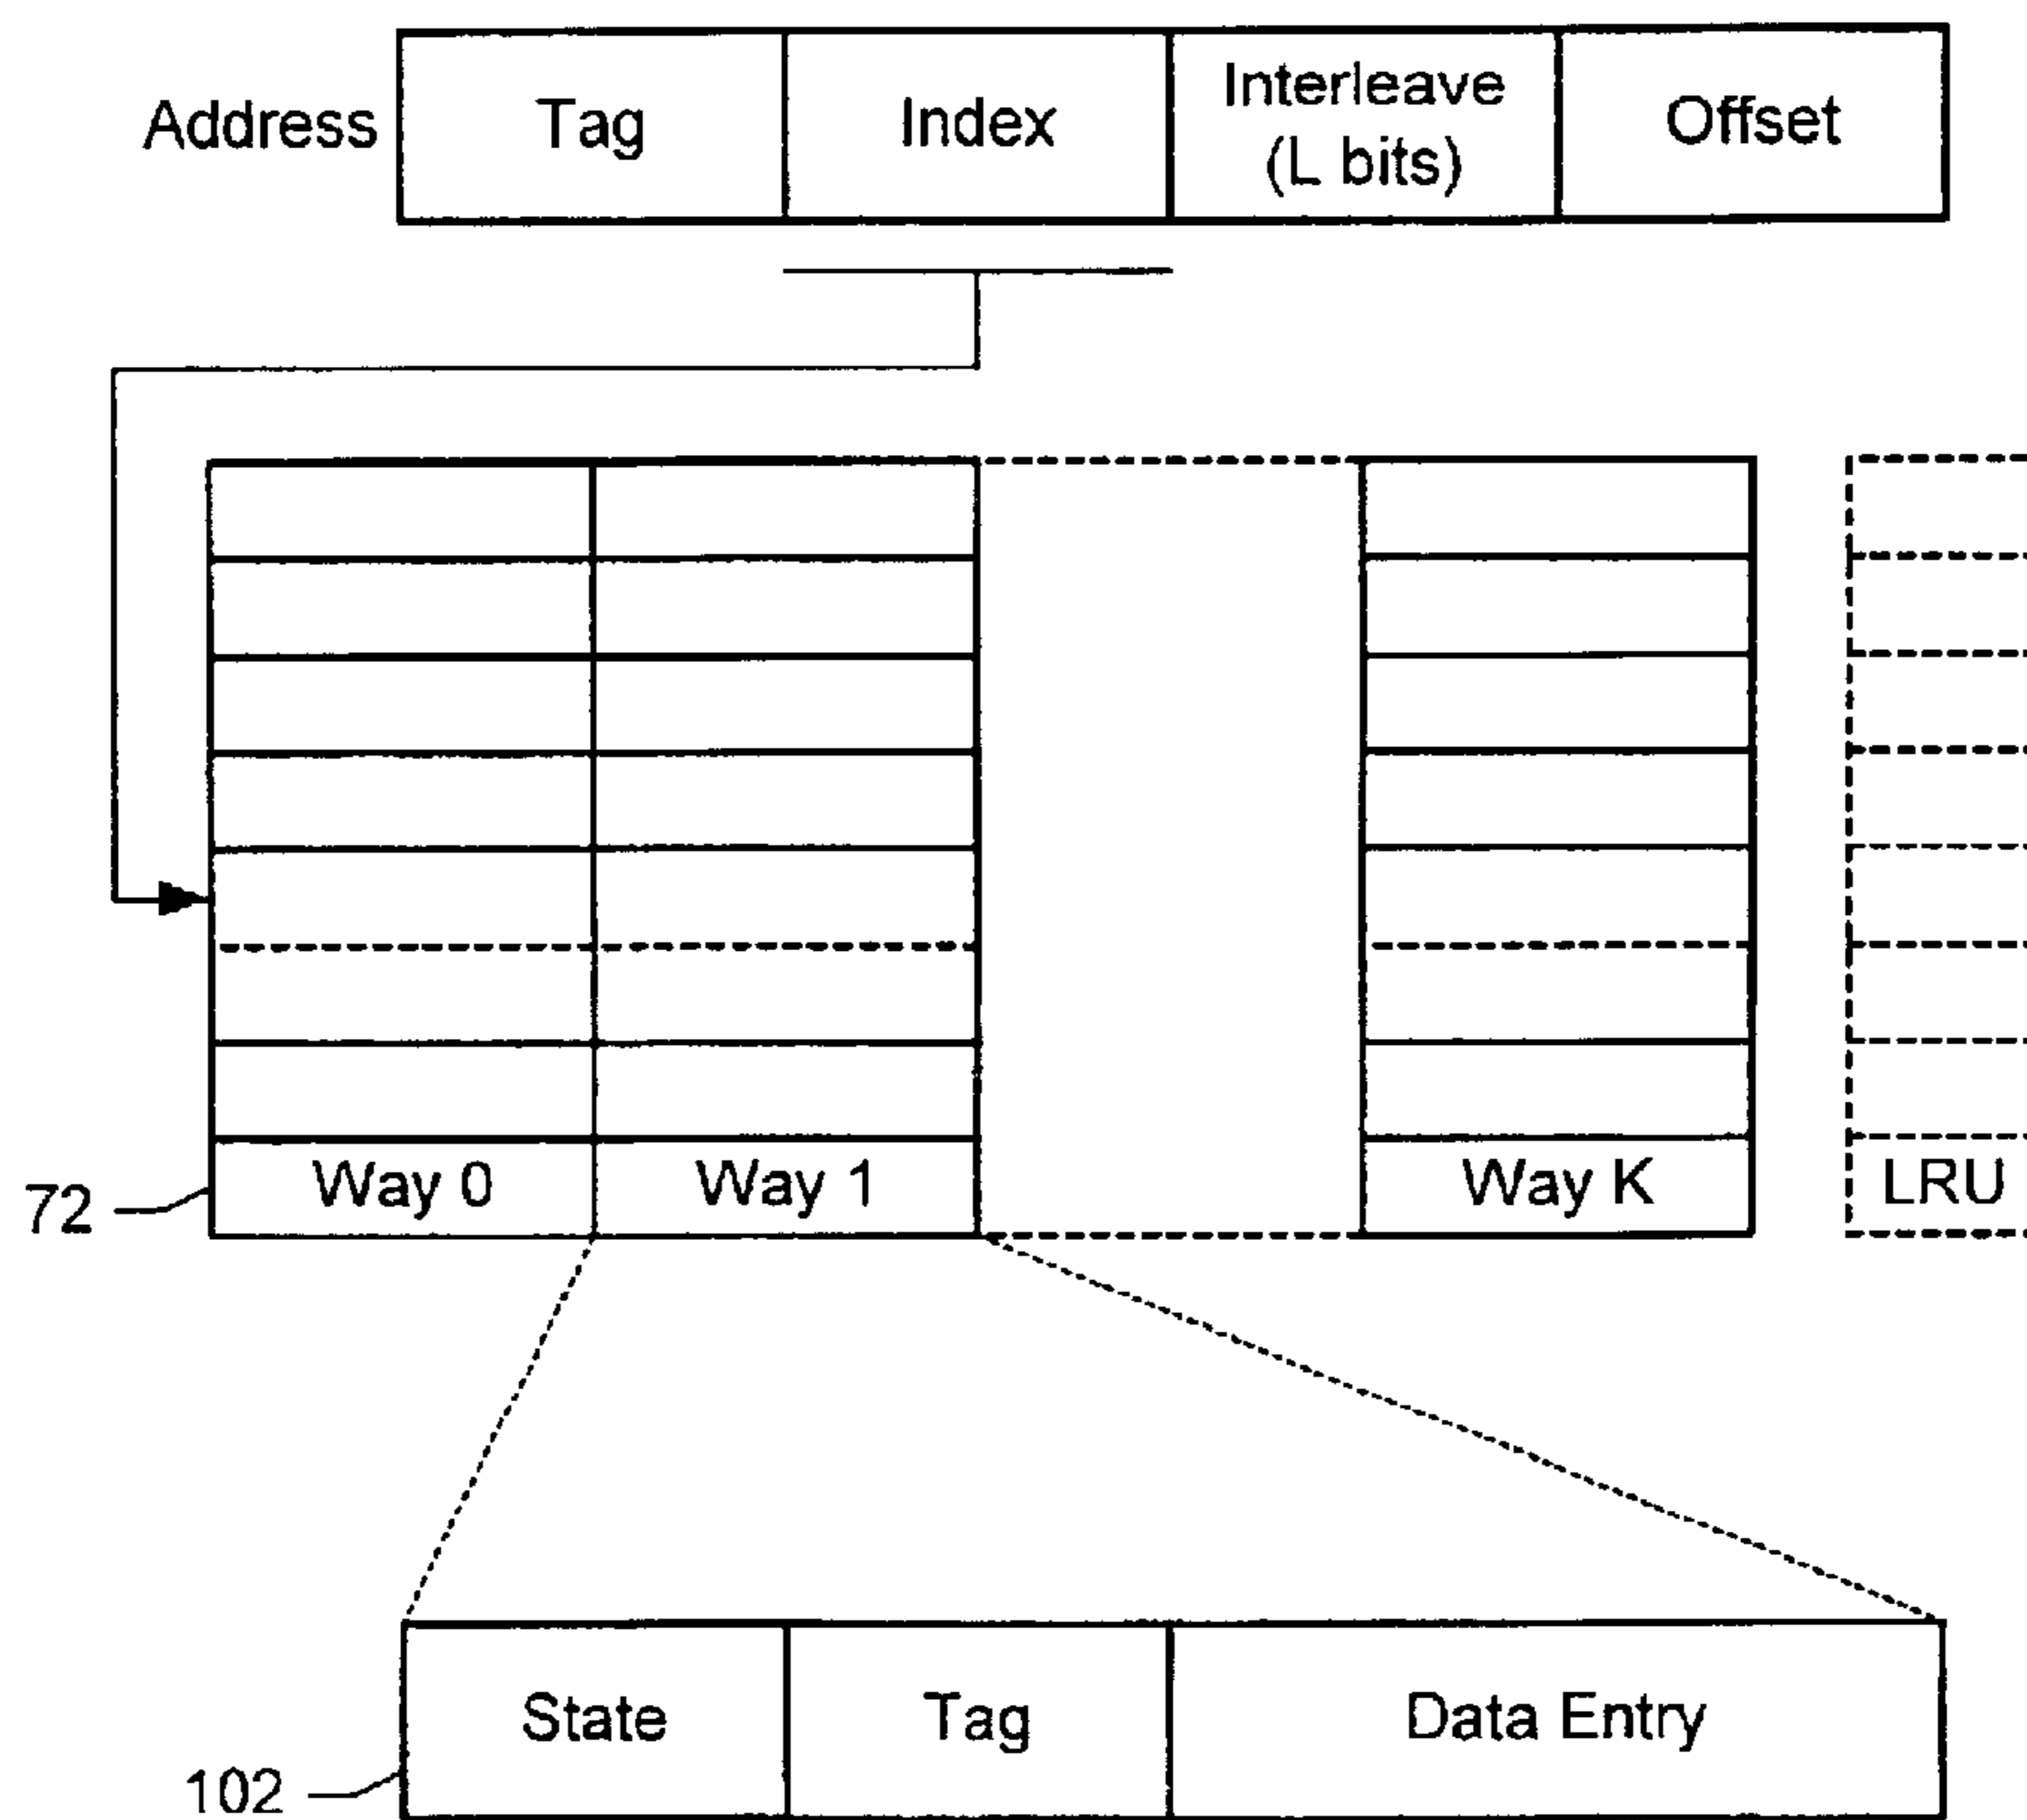 Address Tag Index Interleave Offset
(L bits)
72 Way 0 Way 1 Way K LRU
102 State Tag Data Entry